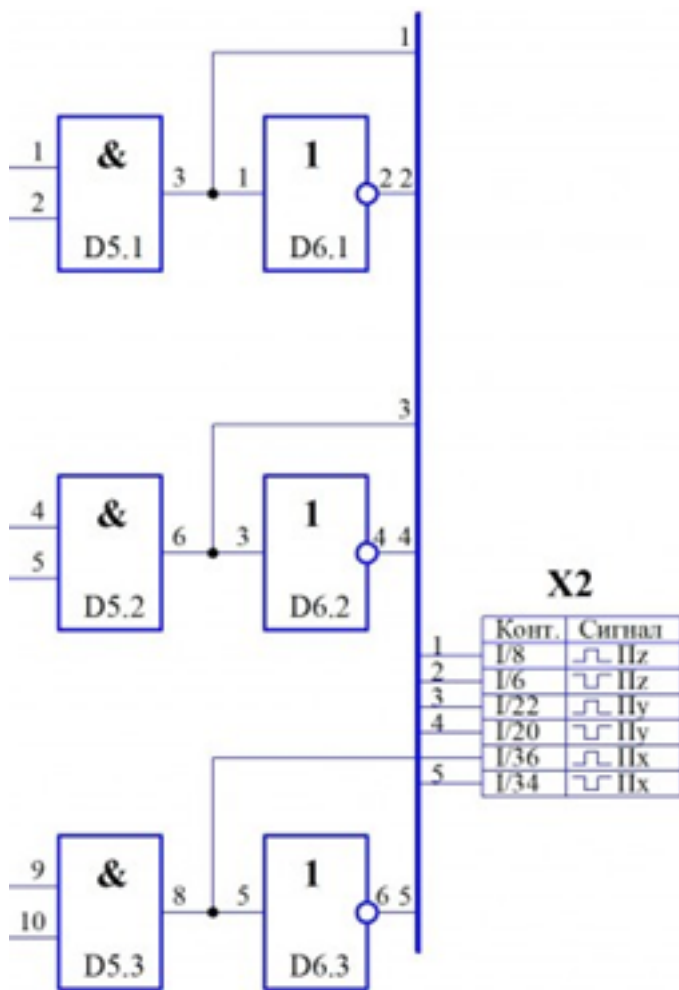 1
& 1
1 3 1 2 2
2
D5.1 D6.1
3
& 1
4 6 3 4 4
5
D5.2 D6.2
X2
Конт. Сигнал
1 I/8 Пz
2 I/6 Пz
3 I/22 Пy
4 I/20 Пy
I/36 Пx
5 I/34 Пx
& 1
9 8 5 6 5
10
D5.3 D6.3